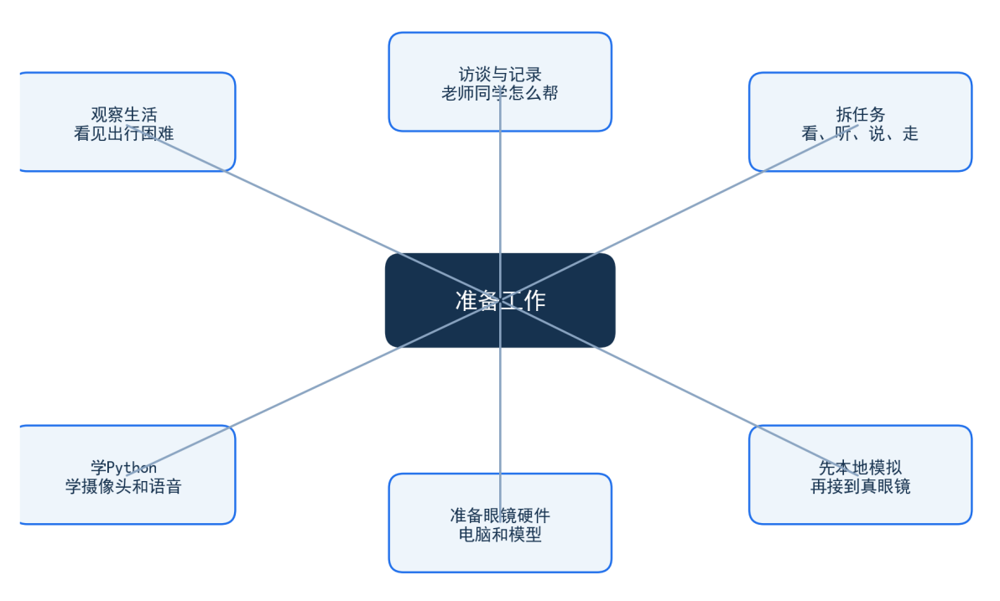 访谈与记录
老师同学怎么帮
观察生活
看见出行困难
拆任务
看、听、说、走
准备工作
学Python
学摄像头和语音
先本地模拟
再接到真眼镜
准备眼镜硬件
电脑和模型